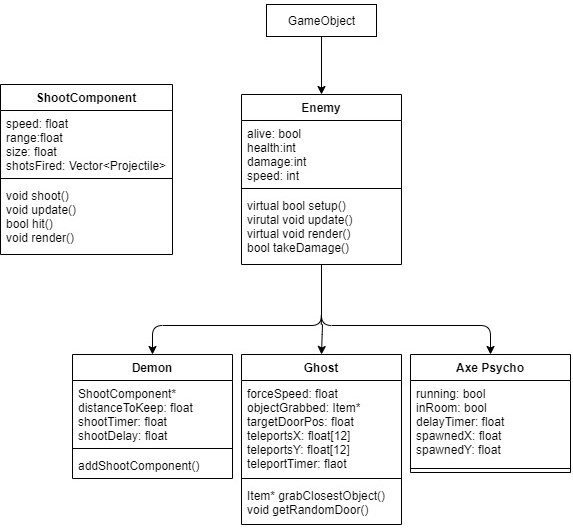 GameObject
ShootComponent
speed: float
range:float
size: float
shotsFired: Vector<Projectile>
void shoot()
void update()
bool hit()
void render()
Enemy
alive: bool
health:int
damage:int
speed: int
virtual bool setup()
virutal void update()
virtual void render()
bool takeDamage()
Demon
ShootComponent*
distanceToKeep: float
shootTimer: float
shootDelay: float
addShootComponent()
Ghost
forceSpeed: float
objectGrabbed: Item*
targetDoorPos: float
teleportsX: float[12]
teleportsY: float[12]
teleportTimer: flaot
Item* grabClosestObject()
void getRandomDoor()
Axe Psycho
running: bool
inRoom: bool
delayTimer: float
spawnedX: float
spawnedY: float